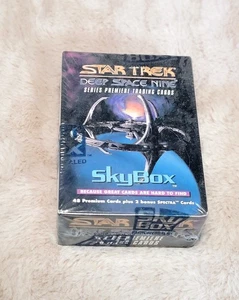 STAR TREK
DEEP SPACE NINE
SERIES PREMIERE TRADING CARDS
SkyBox
BECAUSE GREAT CARDS ARE HARD TO FIND
48 Premium Cards plus 2 bonus SPECTRA Cards
SKYBOX